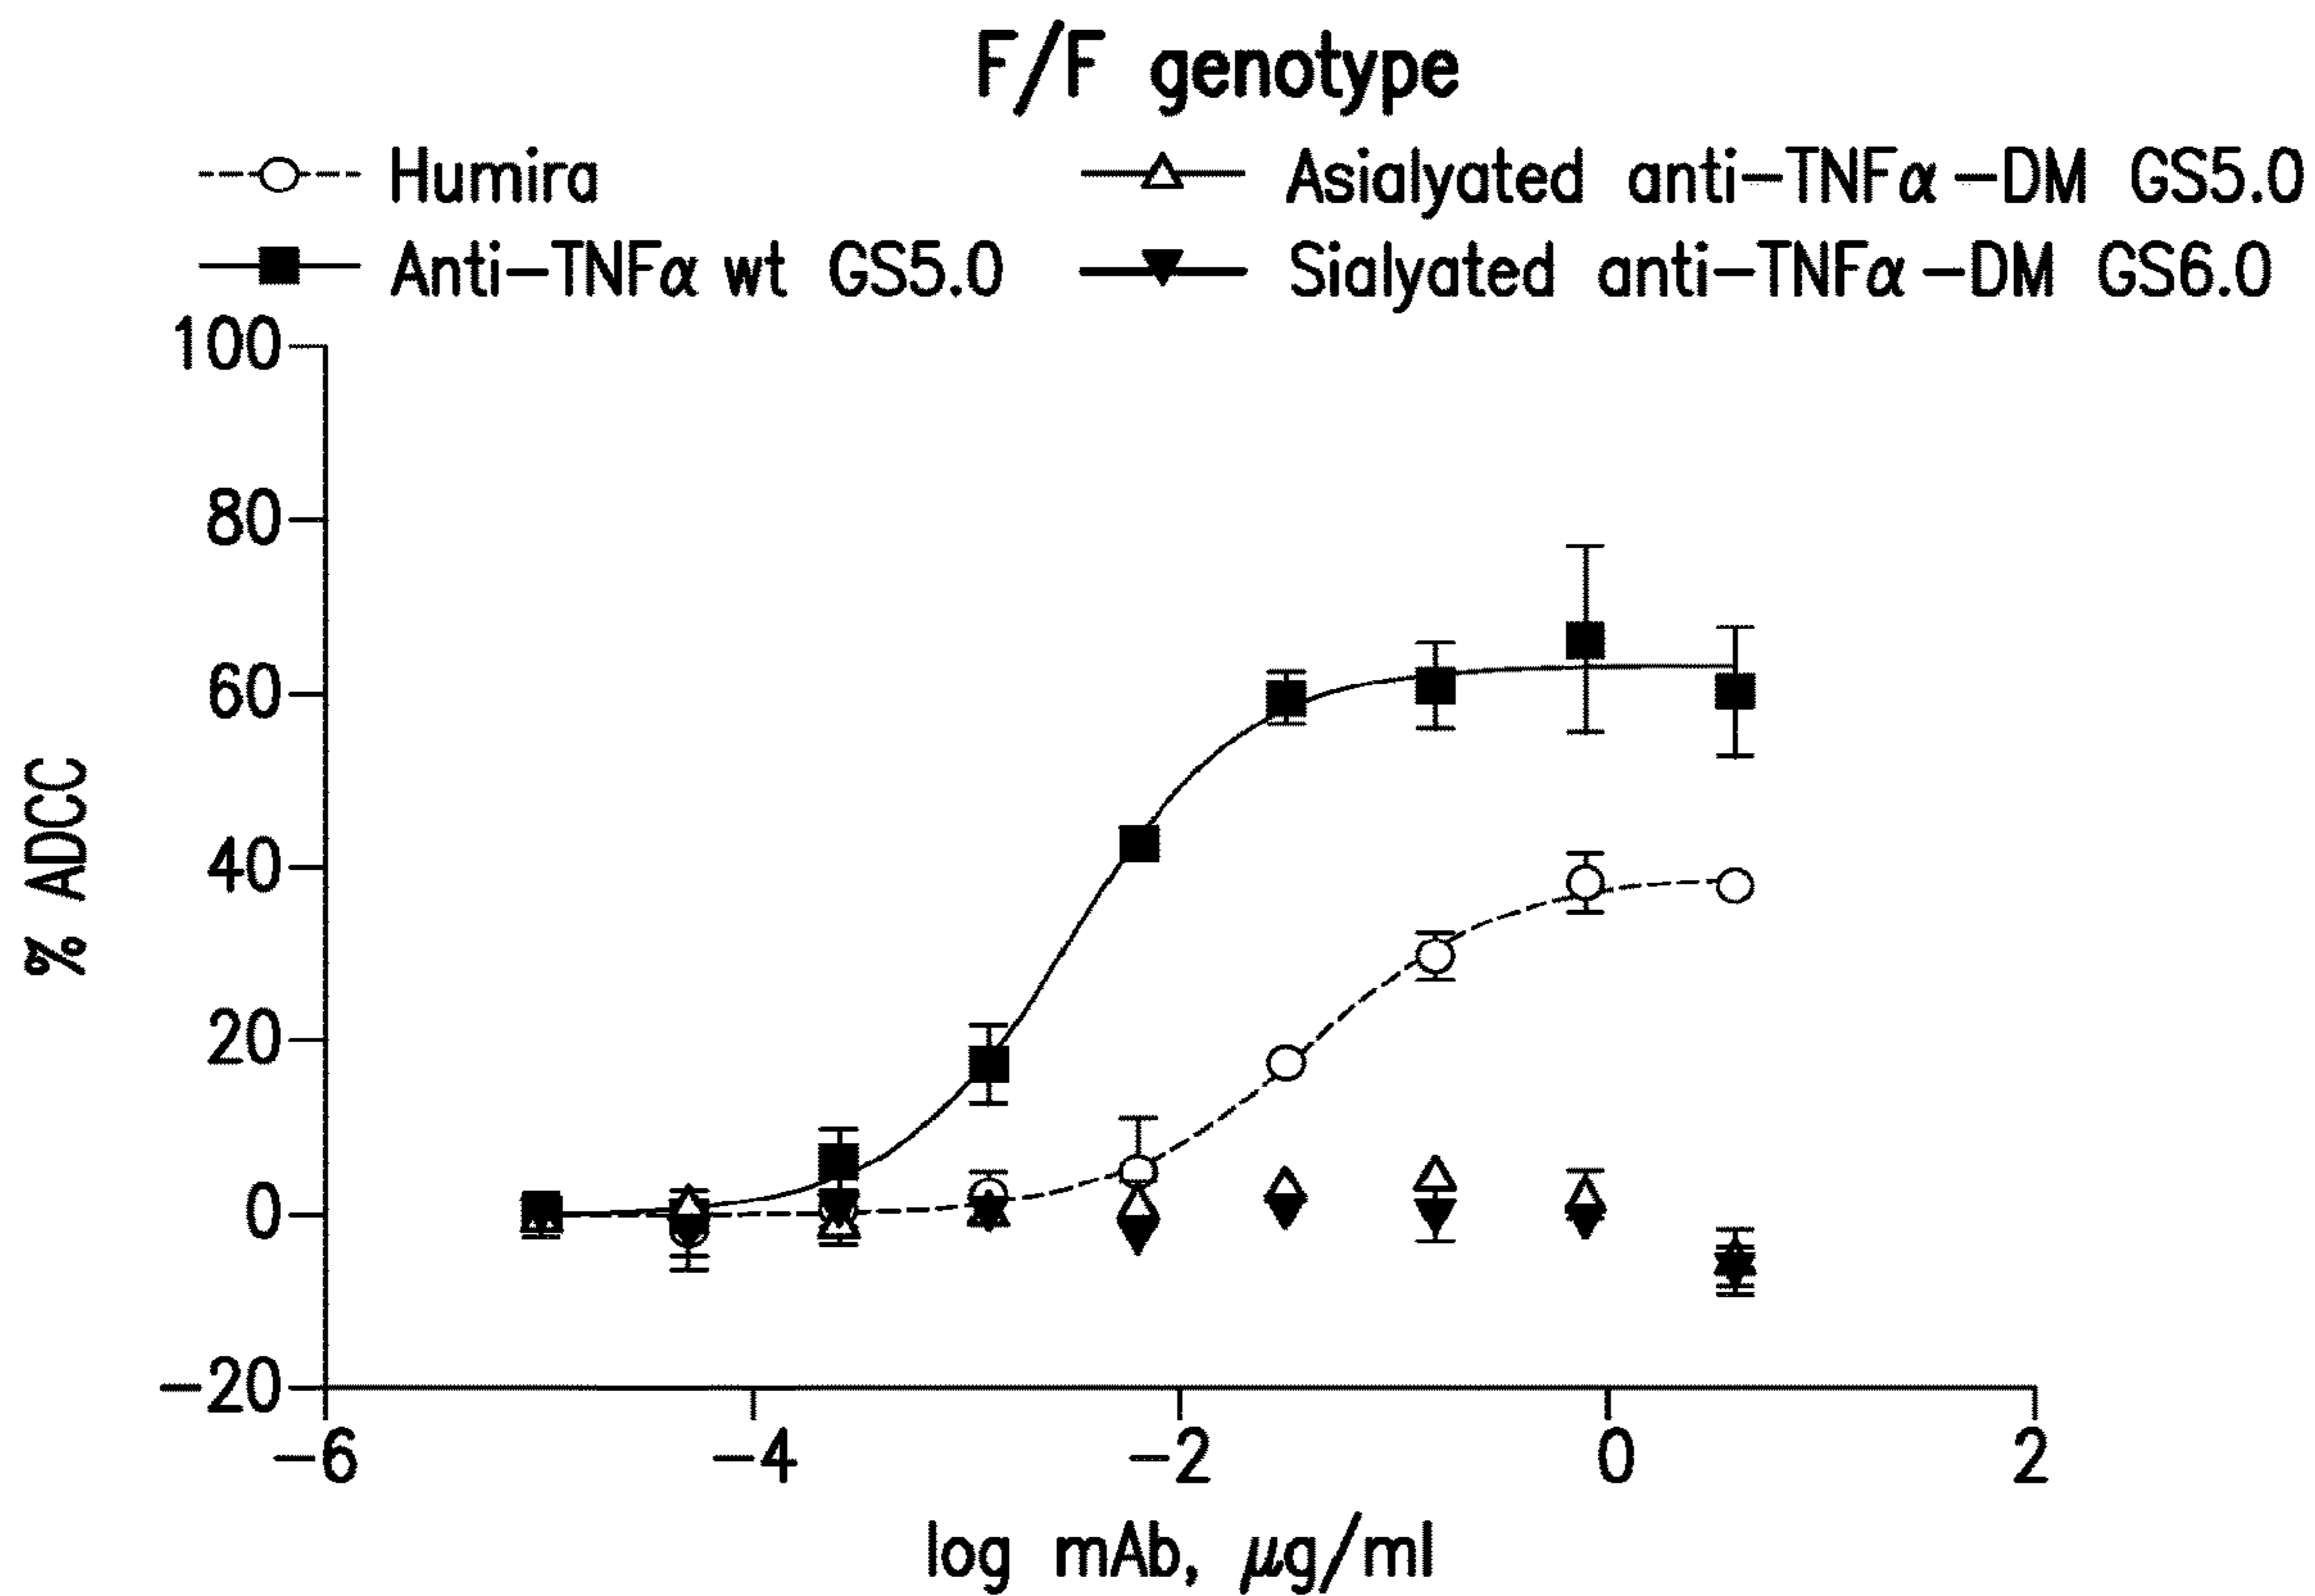 F/F genotype
Humira
Asialyated anti-TNFα-DM GS5.0
Anti-TNFα wt GS5.0
Sialyated anti-TNFα-DM GS6.0
100
80
60
40
20
0
-20
% ADCC
-6 -4 -2 0 2
log mAb, μg/ml